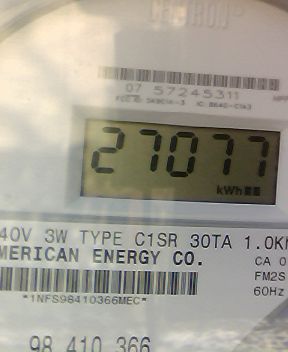 CENTRON®
07 57245311
27077
kWh
40V 3W TYPE C1SR 30TA 1.0K
MERICAN ENERGY CO.
CA 0
FM2S
60Hz
*1NFS98410366MEC*
98 410 366